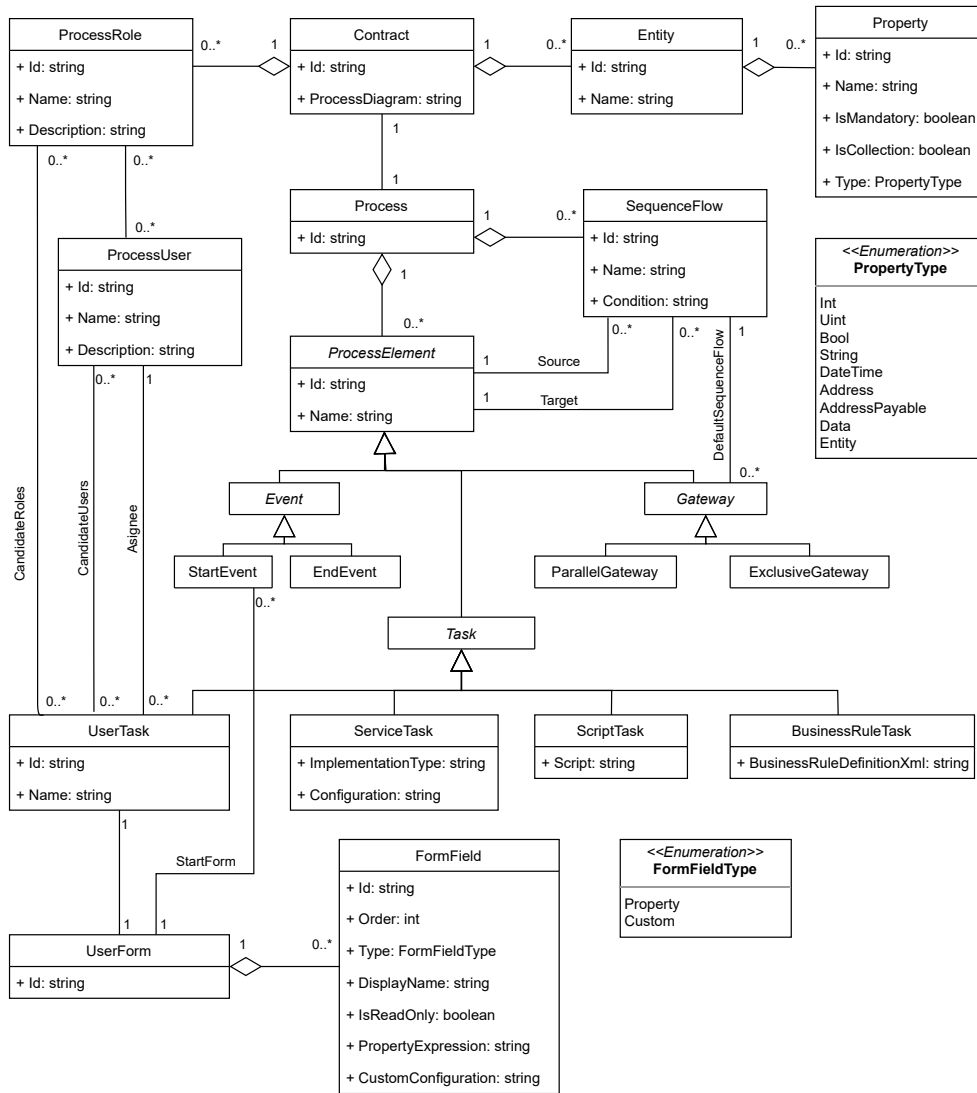 ProcessRole
+ Id: string
+ Name: string
+ Description: string
0..*
1
Contract
+ Id: string
+ ProcessDiagram: string
1
0..*
Entity
+ Id: string
+ Name: string
1
0..*
Property
+ Id: string
+ Name: string
+ IsMandatory: boolean
+ IsCollection: boolean
+ Type: PropertyType
0..*
0..*
1
1
0..*
ProcessUser
+ Id: string
+ Name: string
+ Description: string
0..*
1
Process
+ Id: string
1
0..*
1
0..*
SequenceFlow
+ Id: string
+ Name: string
+ Condition: string
0..*
0..*
1
<<Enumeration>>
PropertyType
Int
Uint
Bool
String
DateTime
Address
AddressPayable
Data
Entity
ProcessElement
+ Id: string
+ Name: string
1
Source
1
Target
DefaultSequenceFlow
0..*
CandidateRoles
CandidateUsers
Asignee
Event
Gateway
StartEvent
EndEvent
ParallelGateway
ExclusiveGateway
0..*
Task
0..*
0..*
0..*
UserTask
+ Id: string
+ Name: string
1
ServiceTask
+ ImplementationType: string
+ Configuration: string
ScriptTask
+ Script: string
BusinessRuleTask
+ BusinessRuleDefinitionXml: string
StartForm
1
1
UserForm
+ Id: string
1
0..*
FormField
+ Id: string
+ Order: int
+ Type: FormFieldType
+ DisplayName: string
+ IsReadOnly: boolean
+ PropertyExpression: string
+ CustomConfiguration: string
<<Enumeration>>
FormFieldType
Property
Custom